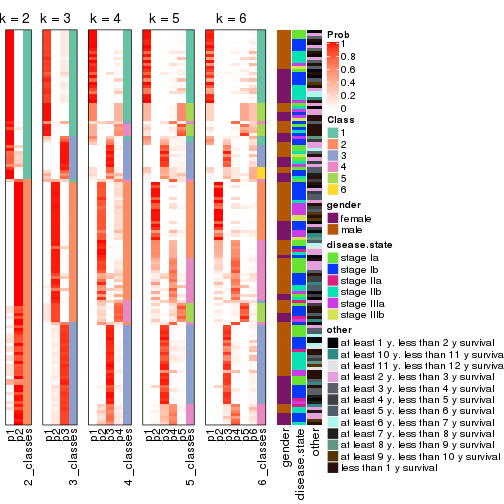 k = 2
k = 3
k = 4
k = 5
k = 6
p1
p2
2_classes
p1
p2
p3
3_classes
p1
p2
p3
p4
4_classes
p1
p2
p3
p4
p5
5_classes
p1
p2
p3
p4
p5
6_classes
gender
disease.state
other
Prob
1
0.8
0.6
0.4
0.2
0
Class
1
2
3
4
5
6
gender
female
male
disease.state
stage Ia
stage Ib
stage IIa
stage IIb
stage IIIa
stage IIIb
other
at least 1 y. less than 2 y survival
at least 10 y. less than 11 y survival
at least 11 y. less than 12 y survival
at least 2 y. less than 3 y survival
at least 3 y. less than 4 y survival
at least 4 y. less than 5 y survival
at least 5 y. less than 6 y survival
at least 6 y. less than 7 y survival
at least 7 y. less than 8 y survival
at least 8 y. less than 9 y survival
at least 9 y. less than 10 y survival
less than 1 y survival